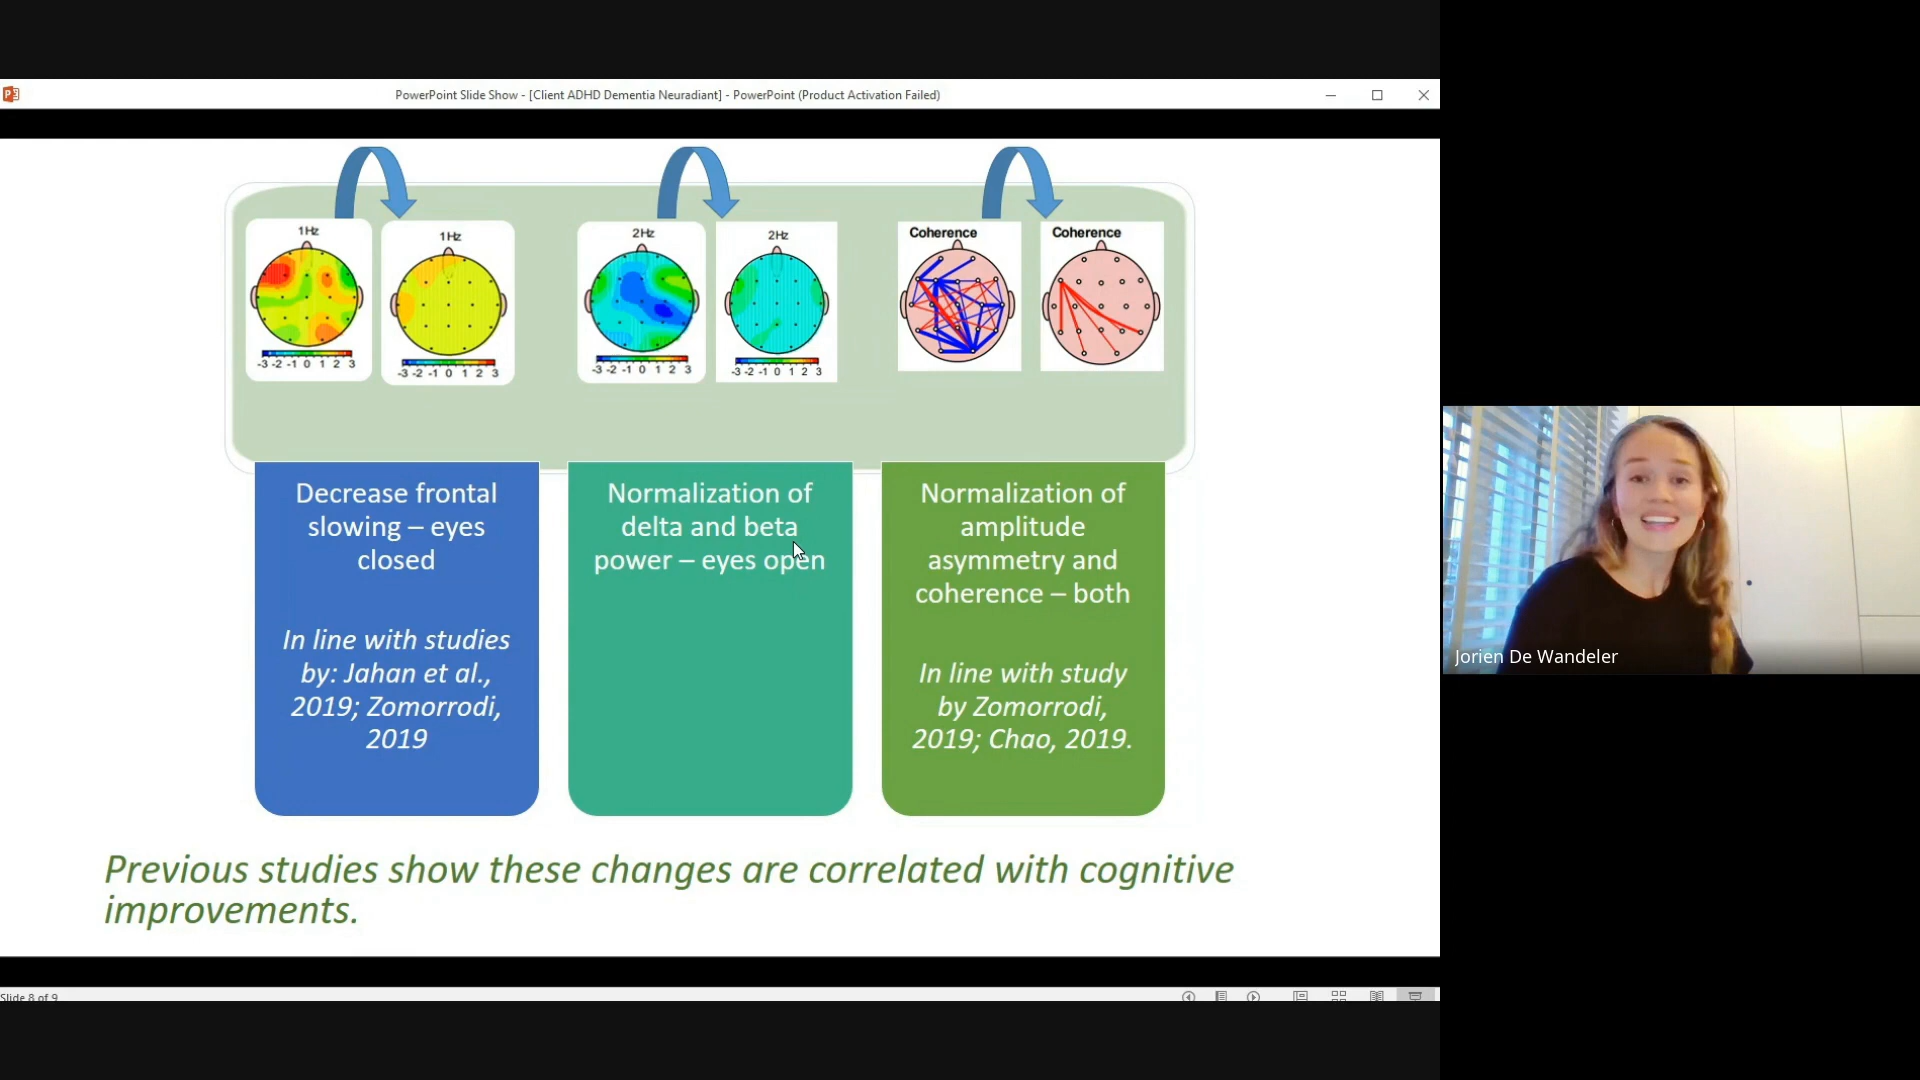 PowerPoint Slide Show - [Client ADHD Dementia Neuradiant] - PowerPoint (Product Activation Failed)
1Hz
-3 -2 -1 0 1 2 3
1Hz
-3 -2 -1 0 1 2 3
2Hz
-3 -2 -1 0 1 2 3
2Hz
-3 -2 -1 0 1 2 3
Coherence
Coherence
Decrease frontal
slowing – eyes
closed
In line with studies
by: Jahan et al.,
2019; Zomorrodi,
2019
Normalization of
delta and beta
power – eyes open
Normalization of
amplitude
asymmetry and
coherence – both
In line with study
by Zomorrodi,
2019; Chao, 2019.
Previous studies show these changes are correlated with cognitive
improvements.
Slide 8 of 9
Jorien De Wandeler